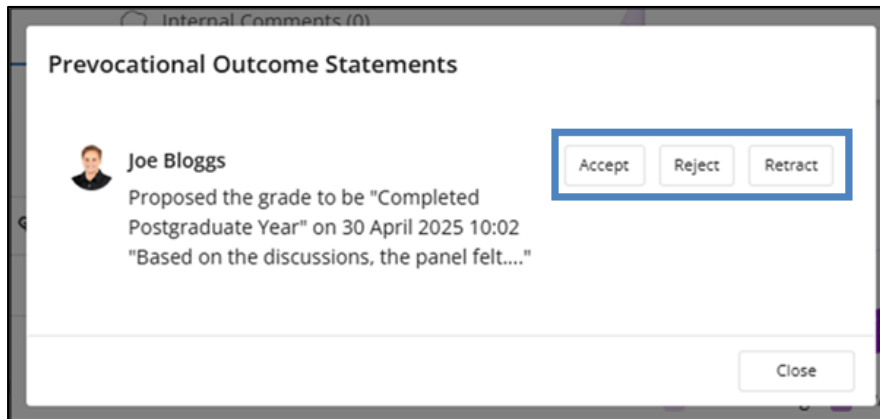 Internal Comments (0)
Prevocational Outcome Statements
Joe Bloggs
Accept
Reject
Retract
Proposed the grade to be "Completed
Postgraduate Year" on 30 April 2025 10:02
"Based on the discussions, the panel felt...."
Close